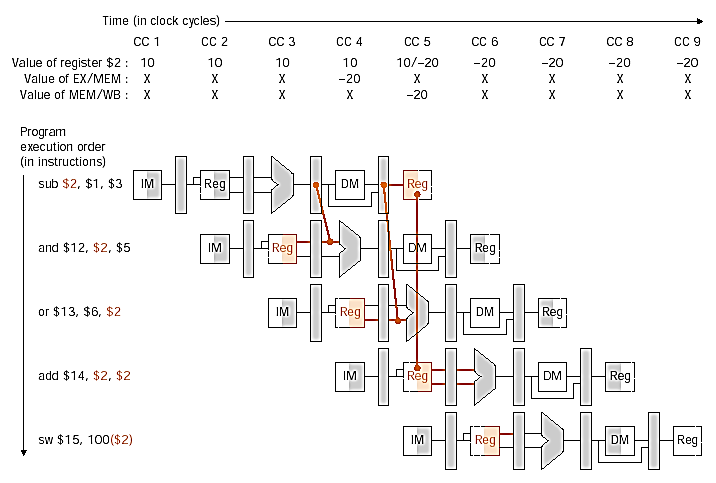 Time (in clock cycles)
CC 1 CC 2 CC 3 CC 4 CC 5 CC 6 CC 7 CC 8 CC 9
Value of register $2 : 10 10 10 10 10/–20 –20 –20 –20 –20
Value of EX/MEM : X X X –20 X X X X X
Value of MEM/WB : X X X X –20 X X X X
Program
execution order
(in instructions)
sub $2, $1, $3 IM Reg DM Reg
and $12, $2, $5 IM Reg DM Reg
or $13, $6, $2 IM Reg DM Reg
add $14, $2, $2 IM Reg DM Reg
sw $15, 100($2) IM Reg DM Reg